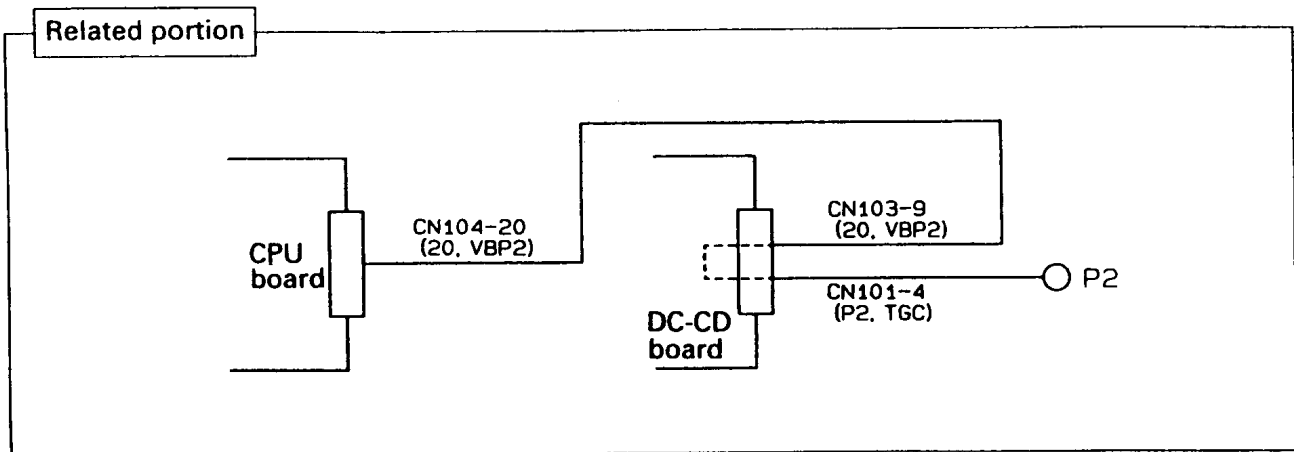 Related portion
CPU
board
CN104-20
(20, VBP2)
DC-CD
board
CN103-9
(20, VBP2)
CN101-4
(P2, TGC)
P2